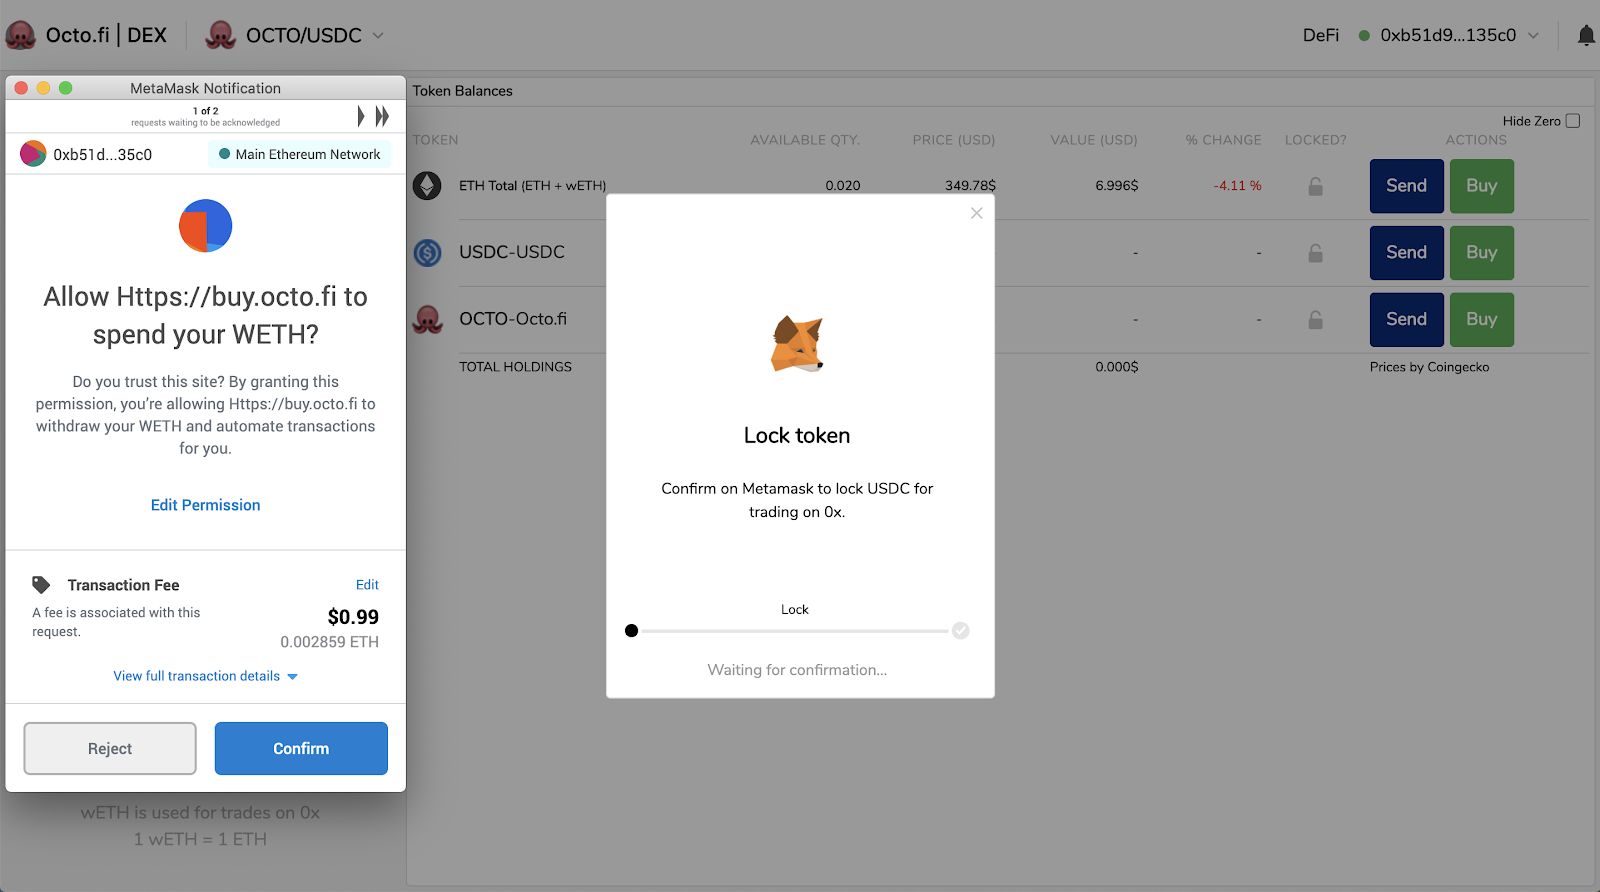 Octo.fi | DEX
OCTO/USDC
DeFi
0xb51d9...135c0
MetaMask Notification
1 of 2
requests waiting to be acknowledged
0xb51d...35c0
Main Ethereum Network
Allow Https://buy.octo.fi to
spend your WETH?
Do you trust this site? By granting this
permission, you’re allowing Https://buy.octo.fi to
withdraw your WETH and automate transactions
for you.
Edit Permission
Transaction Fee
Edit
A fee is associated with this
request.
$0.99
0.002859 ETH
View full transaction details
Reject
Confirm
wETH is used for trades on 0x
1 wETH = 1 ETH
Token Balances
Hide Zero
TOKEN AVAILABLE QTY. PRICE (USD) VALUE (USD) % CHANGE LOCKED? ACTIONS
ETH Total (ETH + wETH) 0.020 349.78$ 6.996$ -4.11 % Send Buy
USDC-USDC - - Send Buy
OCTO-Octo.fi - - Send Buy
TOTAL HOLDINGS 0.000$ Prices by Coingecko
Lock token
Confirm on Metamask to lock USDC for
trading on 0x.
Lock
Waiting for confirmation...